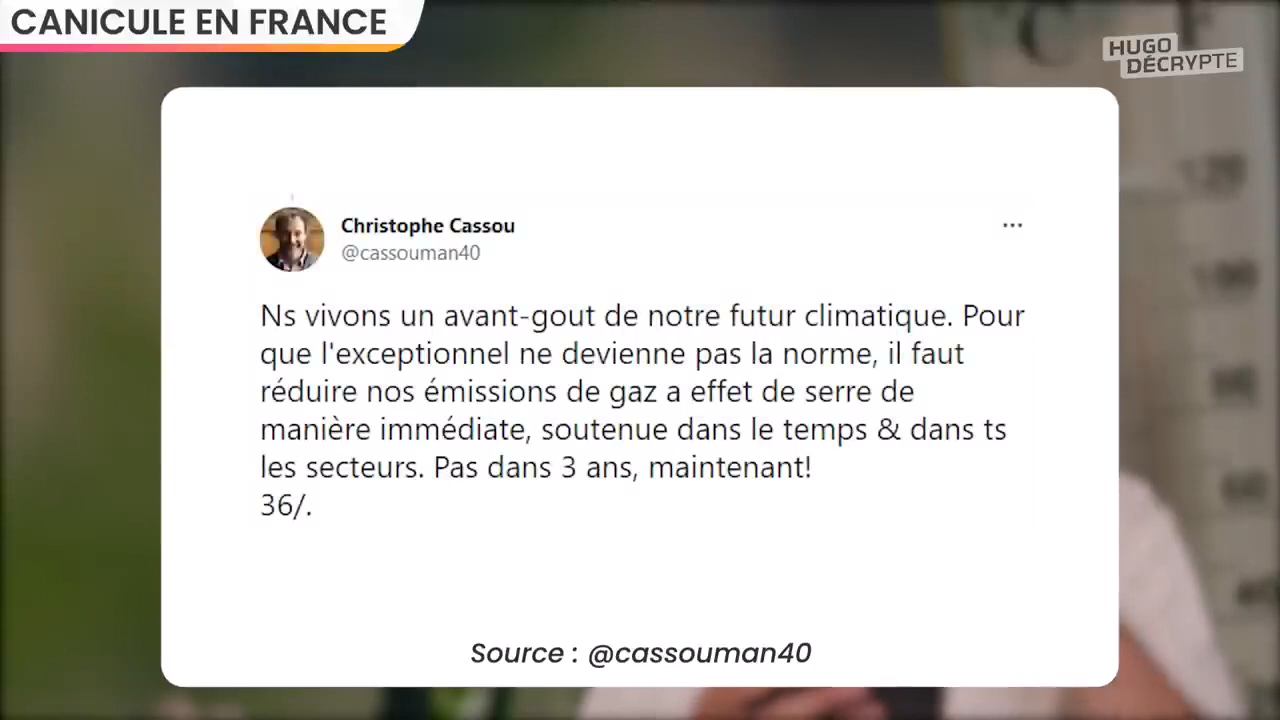 CANICULE EN FRANCE
HUGO
DÉCRYPTE
Christophe Cassou
@cassouman40
Ns vivons un avant-gout de notre futur climatique. Pour
que l'exceptionnel ne devienne pas la norme, il faut
réduire nos émissions de gaz a effet de serre de
manière immédiate, soutenue dans le temps & dans ts
les secteurs. Pas dans 3 ans, maintenant!
36/.
Source : @cassouman40
120
100